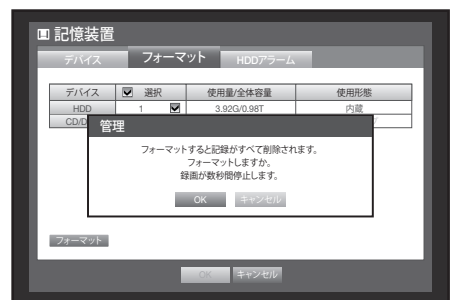 記憶装置
デバイス フォーマット HDDアラーム
デバイス 選択 使用量/全体容量 使用形態
HDD 1 3.92G/0.98T 内蔵
CD/D
管理
フォーマットすると記録がすべて削除されます。
フォーマットしますか。
録画が数秒間停止します。
OK キャンセル
フォーマット
OK キャンセル